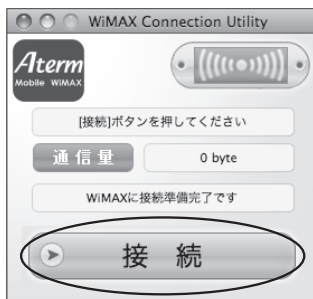 WiMAX Connection Utility
Aterm
Mobile WiMAX
[接続]ボタンを押してください
通信量
0 byte
WiMAXに接続準備完了です
接続